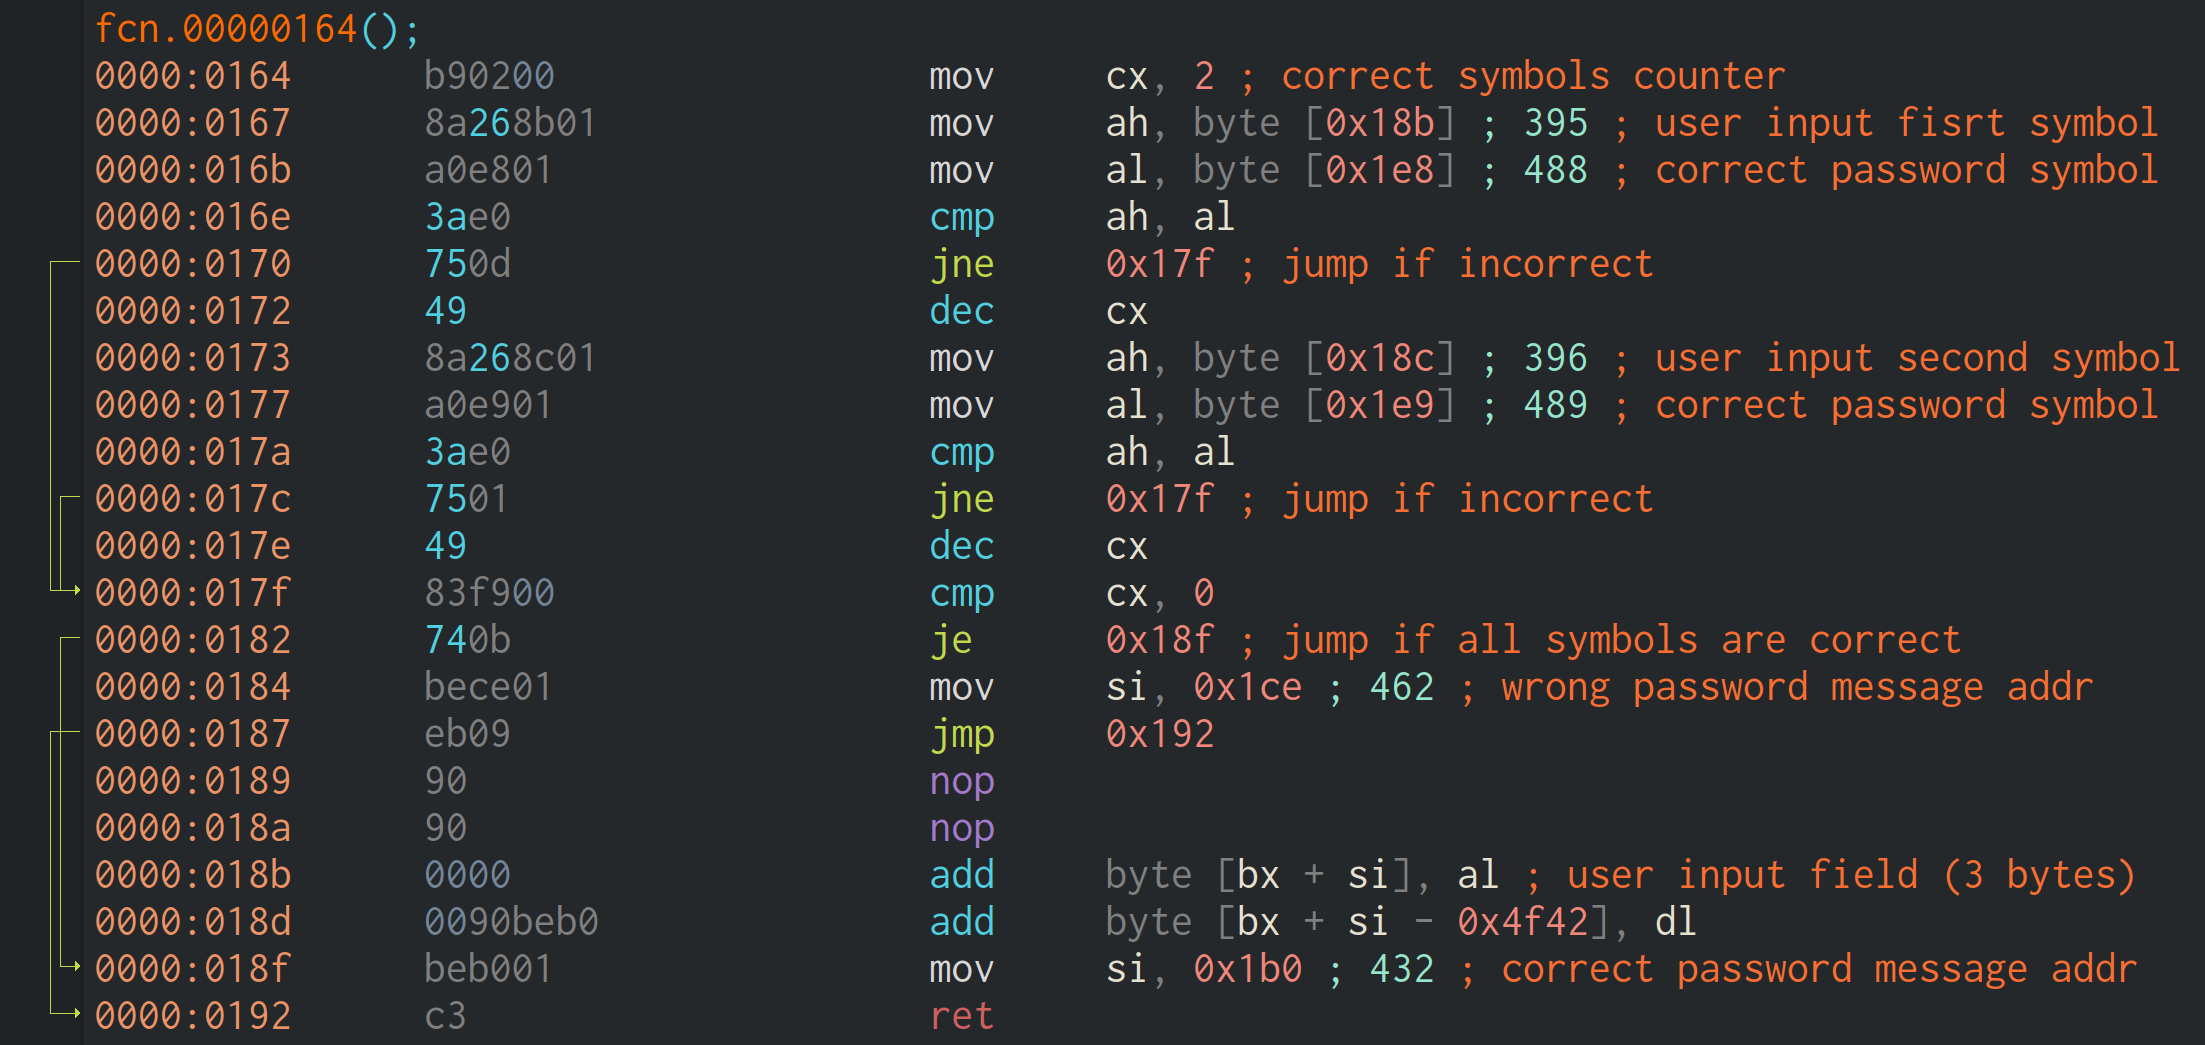 fcn.00000164();
0000:0164 b90200 mov cx, 2 ; correct symbols counter
0000:0167 8a268b01 mov ah, byte [0x18b] ; 395 ; user input fisrt symbol
0000:016b a0e801 mov al, byte [0x1e8] ; 488 ; correct password symbol
0000:016e 3ae0 cmp ah, al
0000:0170 750d jne 0x17f ; jump if incorrect
0000:0172 49 dec cx
0000:0173 8a268c01 mov ah, byte [0x18c] ; 396 ; user input second symbol
0000:0177 a0e901 mov al, byte [0x1e9] ; 489 ; correct password symbol
0000:017a 3ae0 cmp ah, al
0000:017c 7501 jne 0x17f ; jump if incorrect
0000:017e 49 dec cx
0000:017f 83f900 cmp cx, 0
0000:0182 740b je 0x18f ; jump if all symbols are correct
0000:0184 bece01 mov si, 0x1ce ; 462 ; wrong password message addr
0000:0187 eb09 jmp 0x192
0000:0189 90 nop
0000:018a 90 nop
0000:018b 0000 add byte [bx + si], al ; user input field (3 bytes)
0000:018d 0090beb0 add byte [bx + si - 0x4f42], dl
0000:018f beb001 mov si, 0x1b0 ; 432 ; correct password message addr
0000:0192 c3 ret